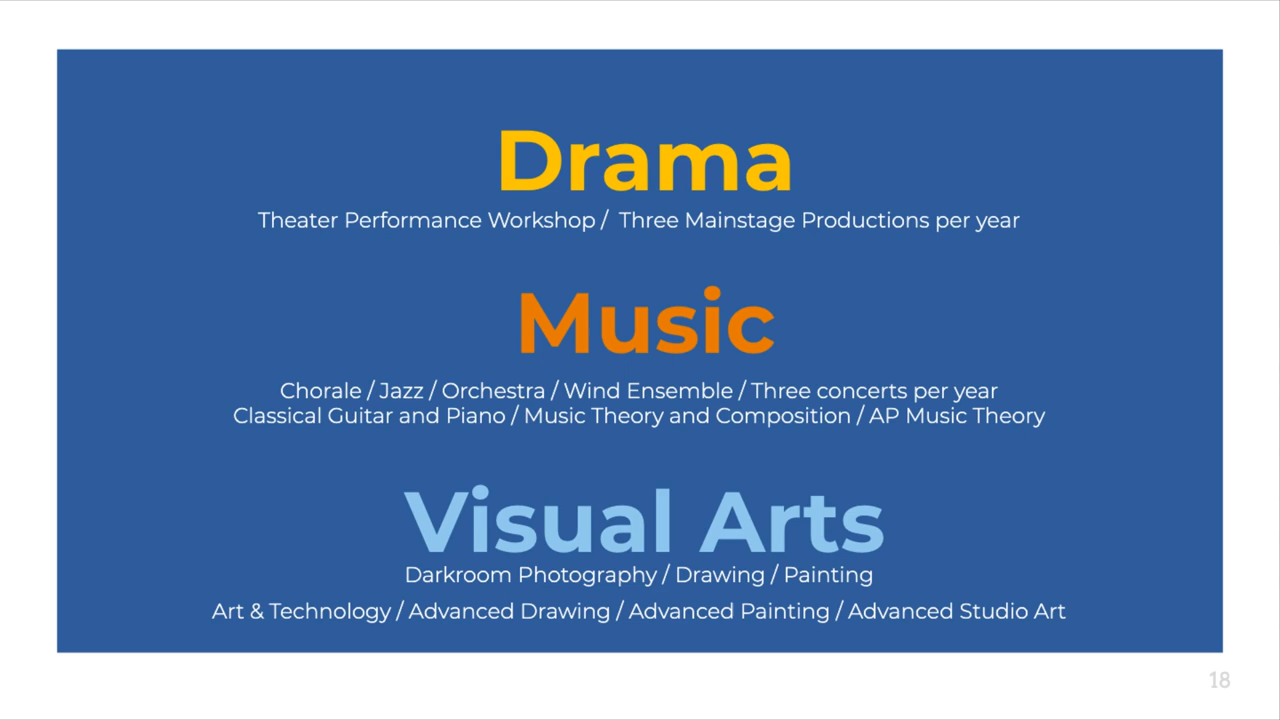 Drama
Theater Performance Workshop / Three Mainstage Productions per year
Music
Chorale / Jazz / Orchestra / Wind Ensemble / Three concerts per year
Classical Guitar and Piano / Music Theory and Composition / AP Music Theory
Visual Arts
Darkroom Photography / Drawing / Painting
Art & Technology / Advanced Drawing / Advanced Painting / Advanced Studio Art
18